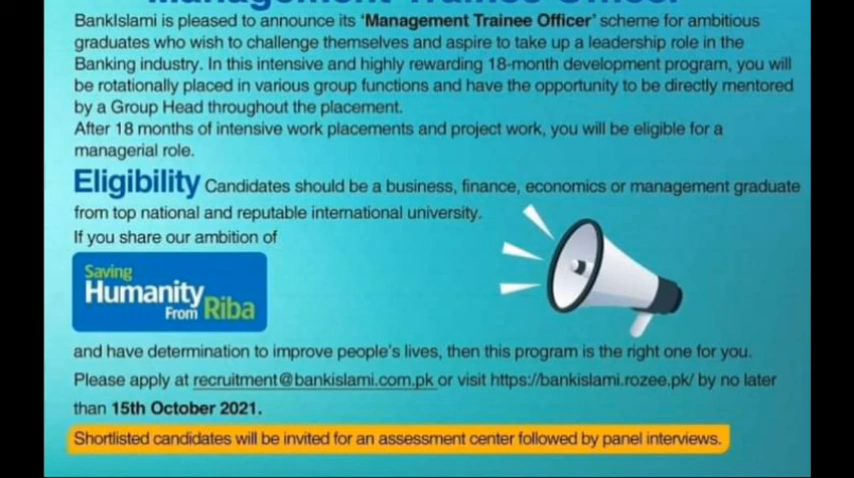 Management Trainee Officer
BankIslami is pleased to announce its ‘Management Trainee Officer’ scheme for ambitious
graduates who wish to challenge themselves and aspire to take up a leadership role in the
Banking industry. In this intensive and highly rewarding 18-month development program, you will
be rotationally placed in various group functions and have the opportunity to be directly mentored
by a Group Head throughout the placement.
After 18 months of intensive work placements and project work, you will be eligible for a
managerial role.
Eligibility Candidates should be a business, finance, economics or management graduate
from top national and reputable international university.
If you share our ambition of
Saving
Humanity
From Riba
and have determination to improve people's lives, then this program is the right one for you.
Please apply at recruitment@bankislami.com.pk or visit https://bankislami.rozee.pk/ by no later
than 15th October 2021.
Shortlisted candidates will be invited for an assessment center followed by panel interviews.